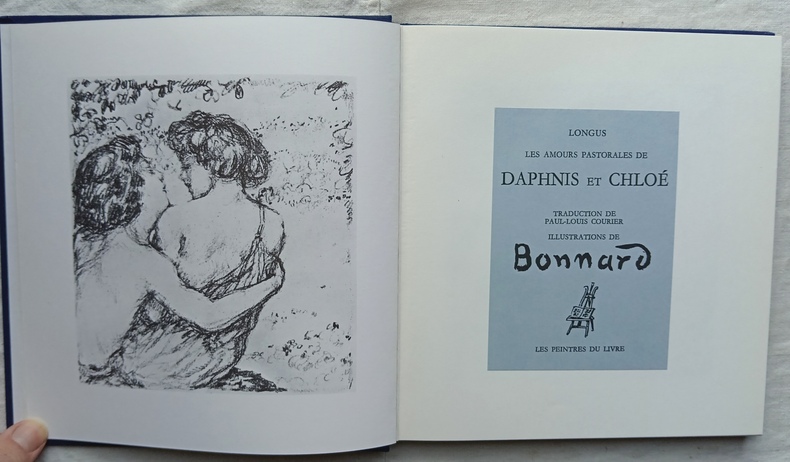 LONGUS
LES AMOURS PASTORALES DE
DAPHNIS ET CHLOÉ
TRADUCTION DE
PAUL-LOUIS COURIER
ILLUSTRATIONS DE
Bonnard
LES PEINTRES DU LIVRE